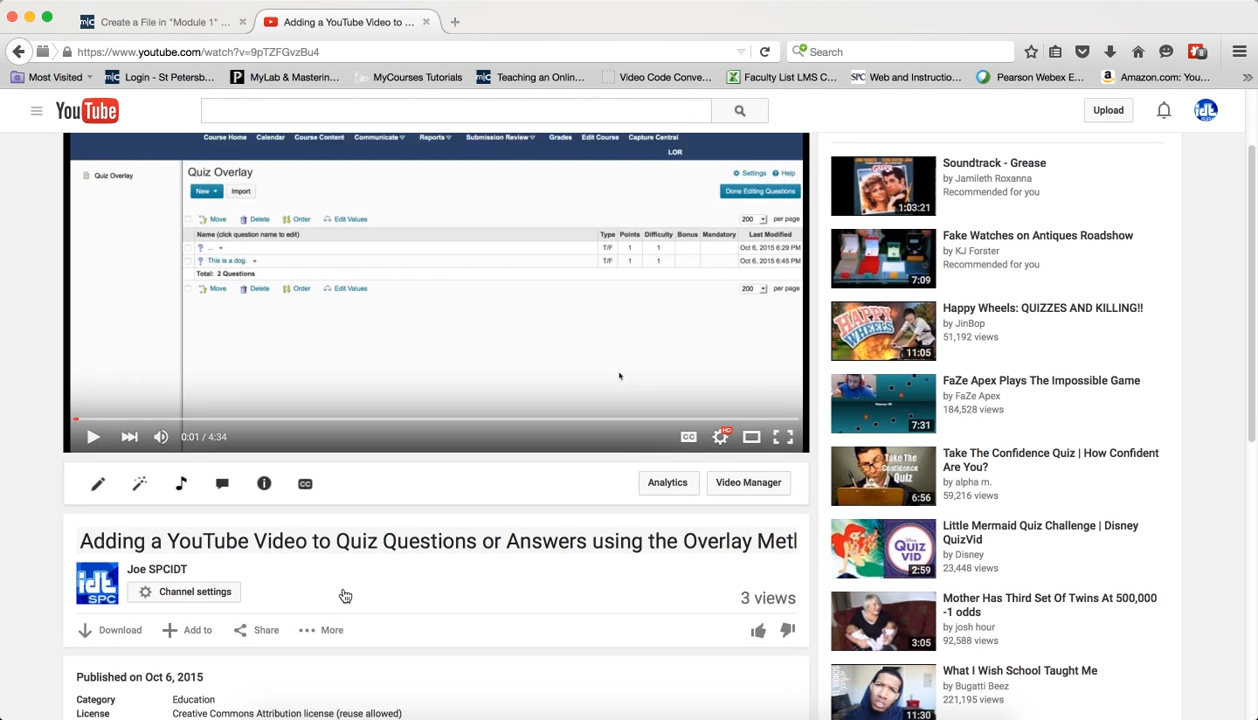 Create a File in "Module 1" ...
Adding a YouTube Video to ...
https://www.youtube.com/watch?v=9pTZFGvzBu4
Search
Most Visited
m|c Login - St Petersb...
P MyLab & Mastering...
MyCourses Tutorials
m|c Teaching an Onlin...
Video Code Conve...
Faculty List LMS C...
SPC Web and Instructio...
Pearson Webex E...
Amazon.com: You...
YouTube
Upload
Course Home Calendar Course Content Communicate Reports Submission Review Grades Edit Course Capture Central
LOR
Quiz Overlay
Quiz Overlay
Settings Help
New Import
Done Editing Questions
Move Delete Order Edit Values
200 per page
Name (click question name to edit) Type Points Difficulty Bonus Mandatory Last Modified
... T/F 1 1 Oct 6, 2015 6:29 PM
This is a dog. T/F 1 1 Oct 6, 2015 6:45 PM
Total: 2 Questions
Move Delete Order Edit Values
200 per page
0:01 / 4:34
CC
HD
CC
Analytics
Video Manager
Adding a YouTube Video to Quiz Questions or Answers using the Overlay Metl
idt
SPC
Joe SPCIDT
Channel settings
3 views
Download
Add to
Share
More
Published on Oct 6, 2015
Category Education
License Creative Commons Attribution license (reuse allowed)
1:03:21
Soundtrack - Grease
by Jamileth Roxanna
Recommended for you
7:09
Fake Watches on Antiques Roadshow
by KJ Forster
Recommended for you
HAPPY WHEELS
11:05
Happy Wheels: QUIZZES AND KILLING!!
by JinBop
51,192 views
7:31
FaZe Apex Plays The Impossible Game
by FaZe Apex
184,528 views
TAKE THE CONFIDENCE QUIZ
6:56
Take The Confidence Quiz | How Confident
Are You?
by alpha m.
59,216 views
QUIZ VID
2:59
Little Mermaid Quiz Challenge | Disney
QuizVid
by Disney
23,448 views
3:05
Mother Has Third Set Of Twins At 500,000
-1 odds
by josh hour
92,588 views
11:30
What I Wish School Taught Me
by Bugatti Beez
221,195 views